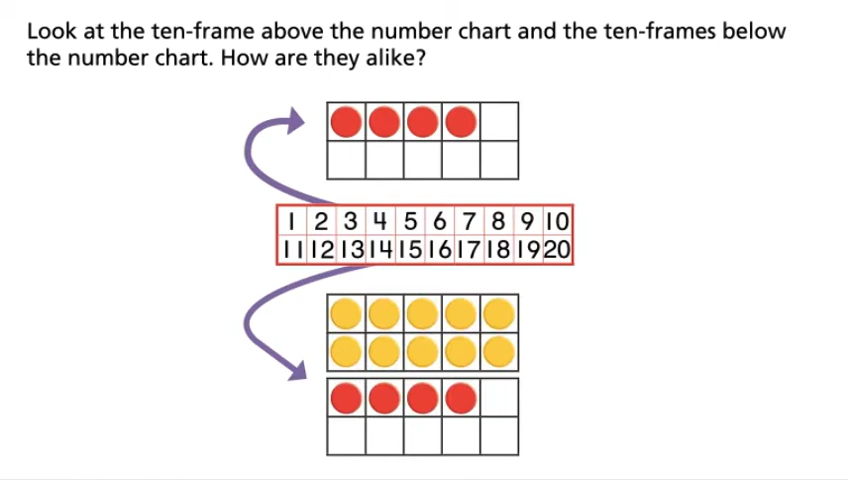 Look at the ten-frame above the number chart and the ten-frames below
the number chart. How are they alike?
1 2 3 4 5 6 7 8 9 10
11 12 13 14 15 16 17 18 19 20